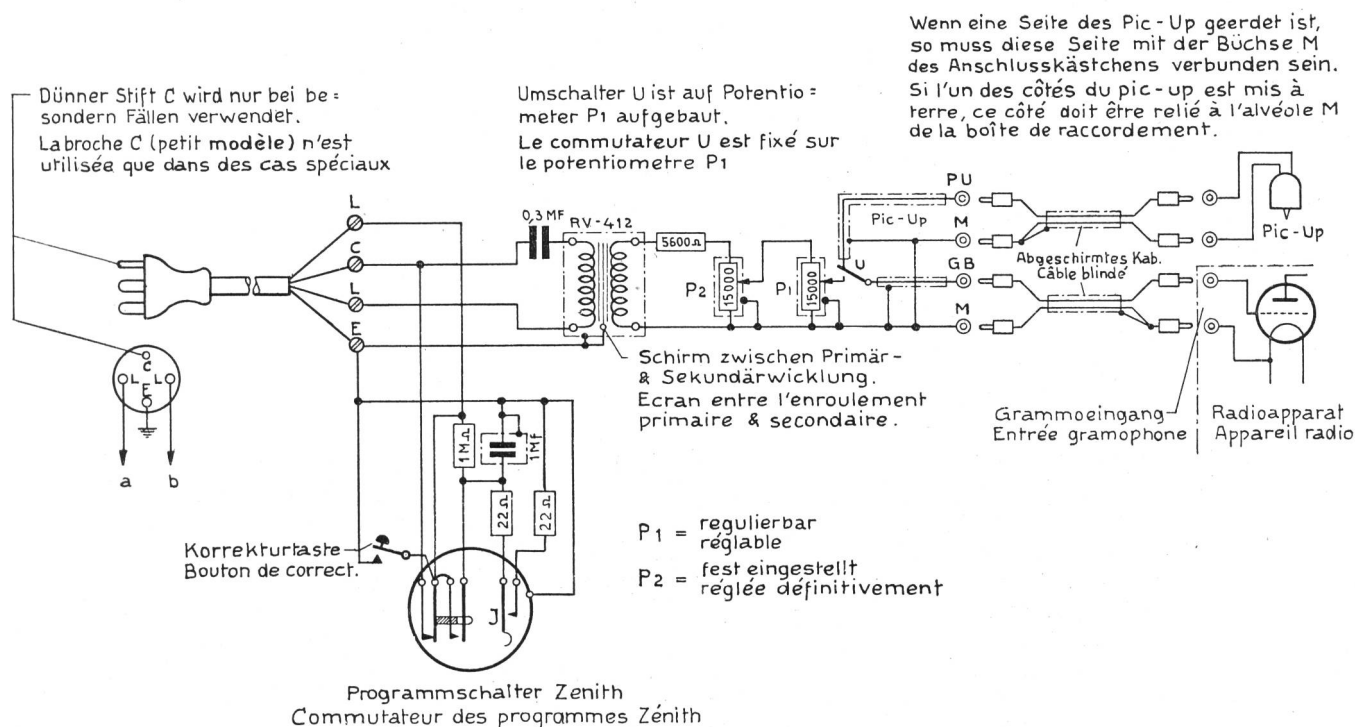 Wenn eine Seite des Pic-Up geerdet ist,
so muss diese Seite mit der Büchse M
des Anschlusskästchens verbunden sein.
Si l'un des côtés du pic-up est mis à
terre, ce côté doit être relié à l'alvéole M
de la boîte de raccordement.
Dünner Stift C wird nur bei be=
sondern Fällen verwendet.
La broche C (petit modèle) n'est
utilisée que dans des cas spéciaux
Umschalter U ist auf Potentio=
meter P1 aufgebaut.
Le commutateur U est fixé sur
le potentiometre P1
L
C
L
E
0,3 MF
RV-412
5600Ω
P2
15000
P1
15000
U
Pic-Up
PU
M
GB
M
Abgeschirmtes Kab.
Câble blindé
Pic-Up
Schirm zwischen Primär-
& Sekundärwicklung.
Ecran entre l'enroulement
primaire & secondaire.
Grammoeingang
Entrée gramophone
Radioapparat
Appareil radio
C
L L
E
a b
1MΩ
1Mf
22Ω
22Ω
Korrekturtaste
Bouton de correct.
J
P1 = regulierbar
réglable
P2 = fest eingestellt
réglée définitivement
Programmschalter Zenith
Commutateur des programmes Zénith